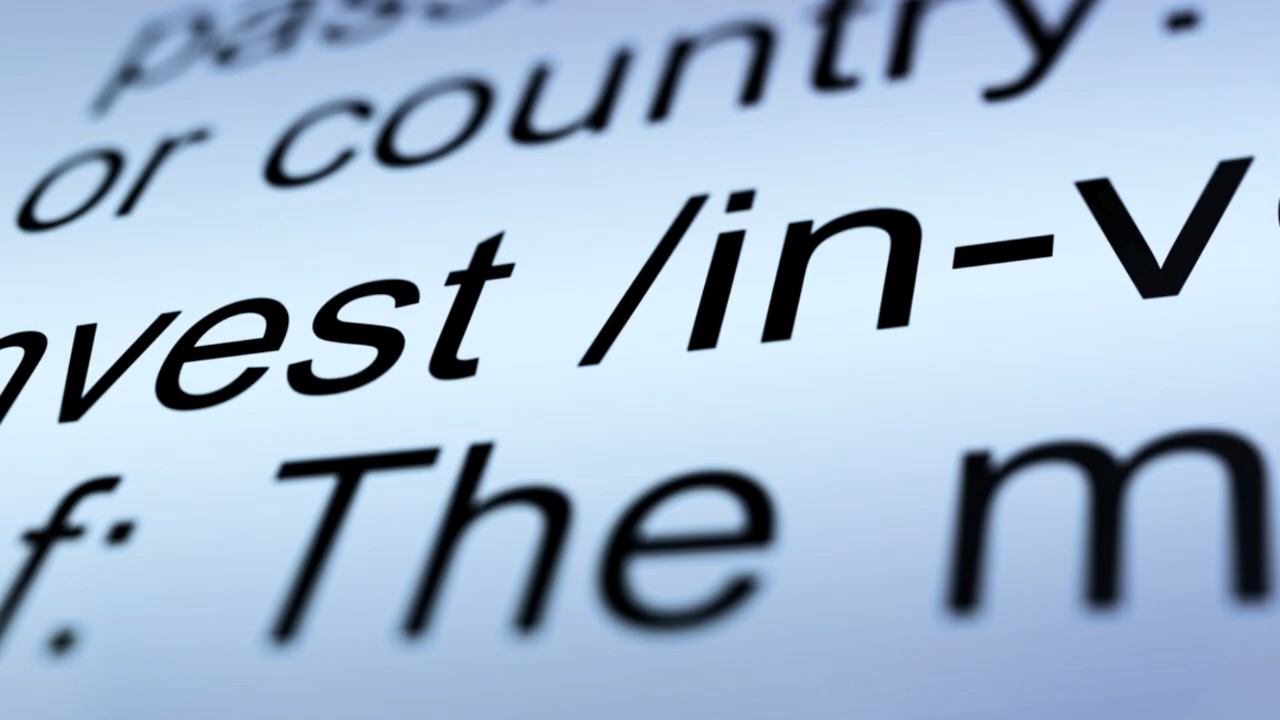 or country.
nvest /in-v
f: The m